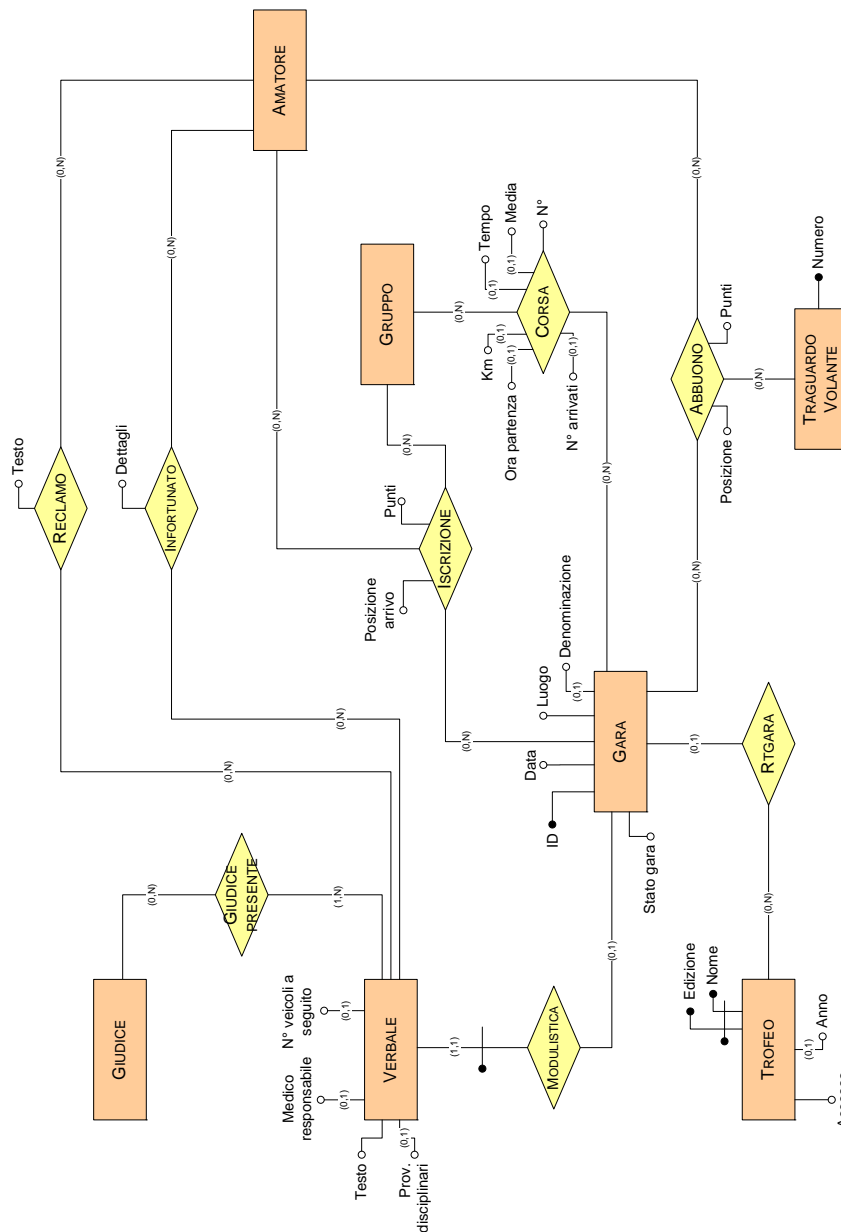 Testo
RECLAMO
(0,N)
(0,N)
GIUDICE
(0,N)
GIUDICE
PRESENTE
(1,N)
Dettagli
INFORTUNATO
(0,N)
(0,N)
AMATORE
Medico
responsabile
(0,1)
N° veicoli a
seguito
(0,1)
VERBALE
Testo
Prov.
disciplinari
(0,1)
(0,N)
Posizione
arrivo
Punti
ISCRIZIONE
(0,N)
(0,N)
GRUPPO
(0,N)
(1,1)
MODULISTICA
(0,1)
Km
(0,1)
Tempo
(0,1)
Media
(0,1)
N°
Ora partenza
(0,1)
N° arrivati
(0,1)
CORSA
(0,N)
ID
Data
Luogo
Denominazione
(0,1)
GARA
Stato gara
(0,N)
(0,1)
ABBUONO
Posizione
Punti
(0,N)
(0,N)
Edizione
Nome
TROFEO
(0,1)
Anno
(0,N)
RTGARA
TRAGUARDO
VOLANTE
Numero